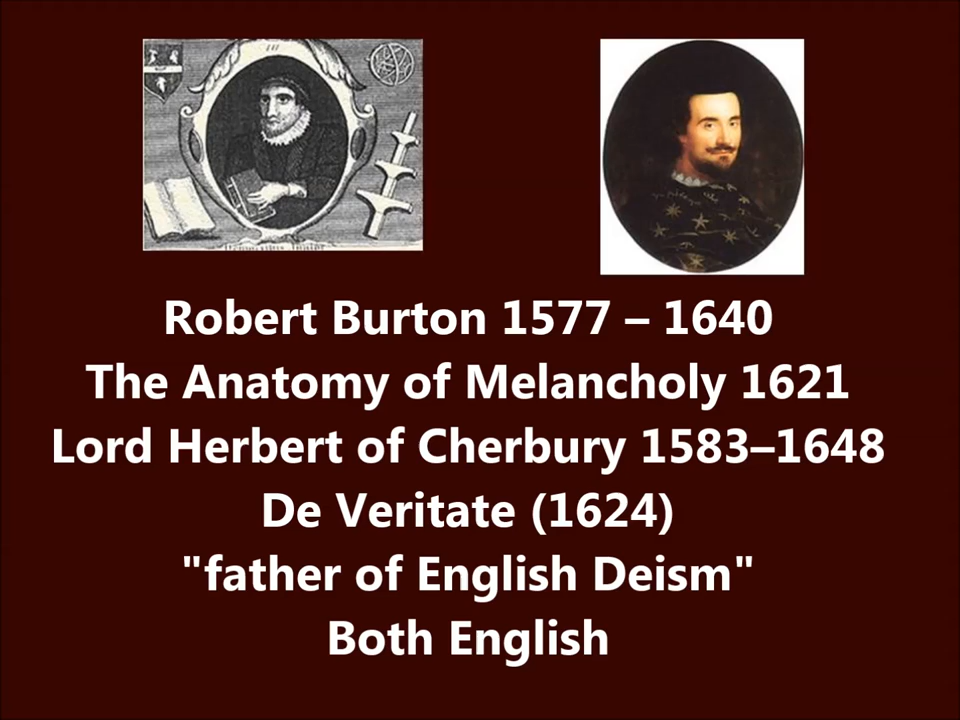 Robert Burton 1577 – 1640
The Anatomy of Melancholy 1621
Lord Herbert of Cherbury 1583–1648
De Veritate (1624)
"father of English Deism"
Both English